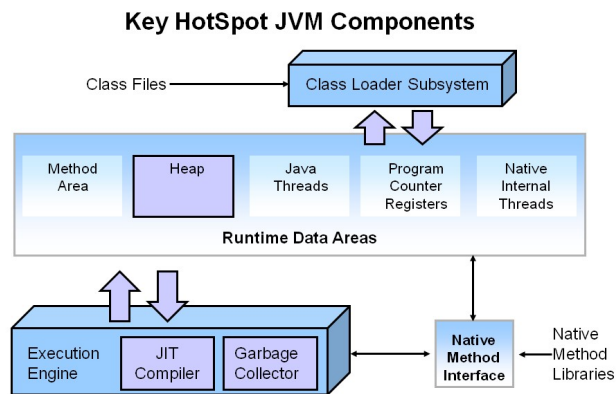 Key HotSpot JVM Components
Class Files
Class Loader Subsystem
Method
Area
Heap
Java
Threads
Program
Counter
Registers
Native
Internal
Threads
Runtime Data Areas
Execution
Engine
JIT
Compiler
Garbage
Collector
Native
Method
Interface
Native
Method
Libraries